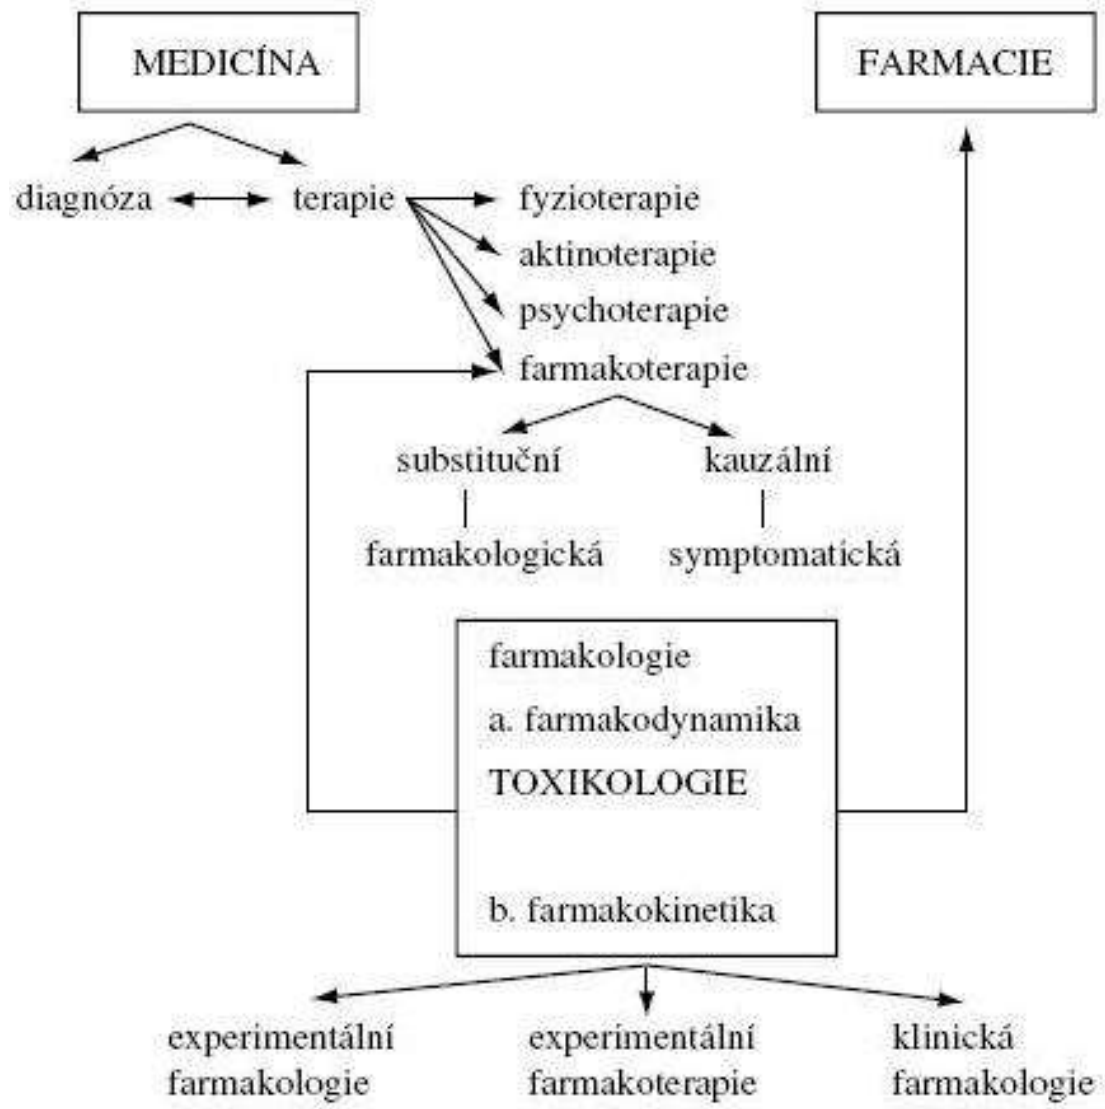 MEDICÍNA
FARMACIE
diagnóza
terapie
fyzioterapie
aktinoterapie
psychoterapie
farmakoterapie
substituční
kauzální
farmakologická
symptomatická
farmakologie
a. farmakodynamika
TOXIKOLOGIE
b. farmakokinetika
experimentální
farmakologie
experimentální
farmakoterapie
klinická
farmakologie